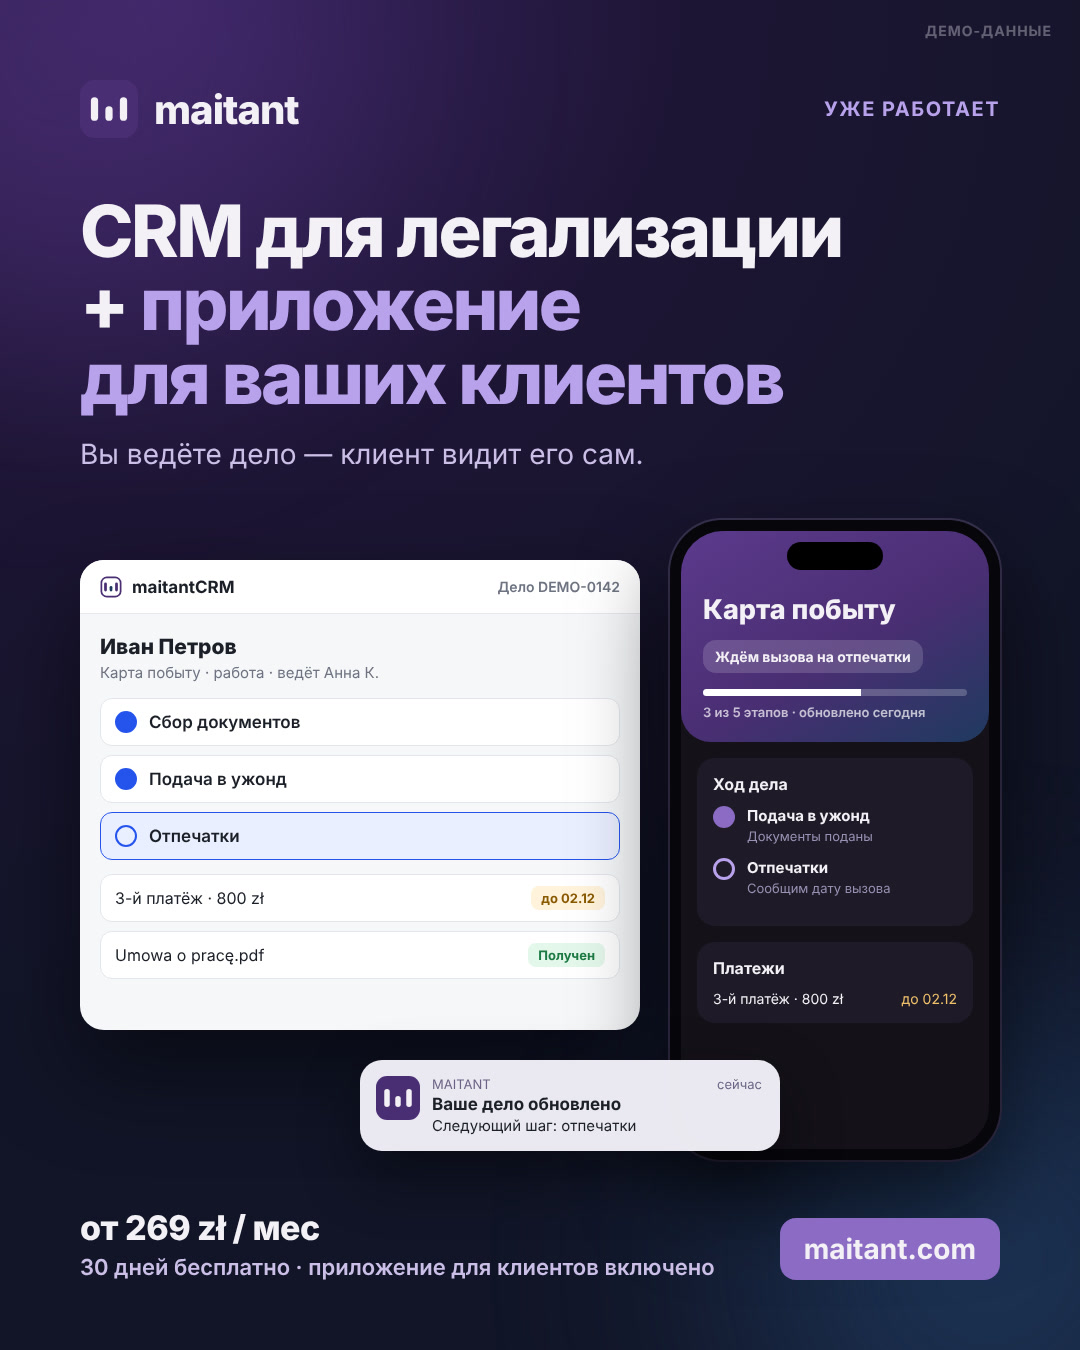 ДЕМО-ДАННЫЕ
maitant
УЖЕ РАБОТАЕТ
CRM для легализации
+ приложение
для ваших клиентов
Вы ведёте дело — клиент видит его сам.
maitantCRM
Дело DEMO-0142
Иван Петров
Карта побыту · работа · ведёт Анна К.
Сбор документов
Подача в ужонд
Отпечатки
3-й платёж · 800 zł
до 02.12
Umowa o pracę.pdf
Получен
Карта побыту
Ждём вызова на отпечатки
3 из 5 этапов · обновлено сегодня
Ход дела
Подача в ужонд
Документы поданы
Отпечатки
Сообщим дату вызова
Платежи
3-й платёж · 800 zł
до 02.12
MAITANT
сейчас
Ваше дело обновлено
Следующий шаг: отпечатки
от 269 zł / мес
30 дней бесплатно · приложение для клиентов включено
maitant.com